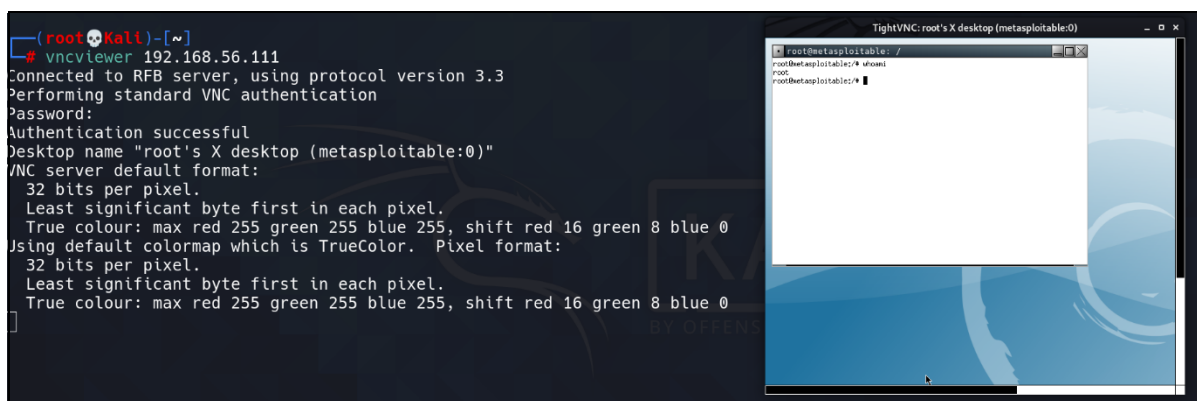 ┌──(root💀Kali)-[~]
└─# vncviewer 192.168.56.111
Connected to RFB server, using protocol version 3.3
Performing standard VNC authentication
Password:
Authentication successful
Desktop name "root's X desktop (metasploitable:0)"
VNC server default format:
32 bits per pixel.
Least significant byte first in each pixel.
True colour: max red 255 green 255 blue 255, shift red 16 green 8 blue 0
Using default colormap which is TrueColor. Pixel format:
32 bits per pixel.
Least significant byte first in each pixel.
True colour: max red 255 green 255 blue 255, shift red 16 green 8 blue 0
BY OFFENS
TightVNC: root's X desktop (metasploitable:0)
root@metasploitable: /
root@metasploitable:/# whoami
root
root@metasploitable:/#